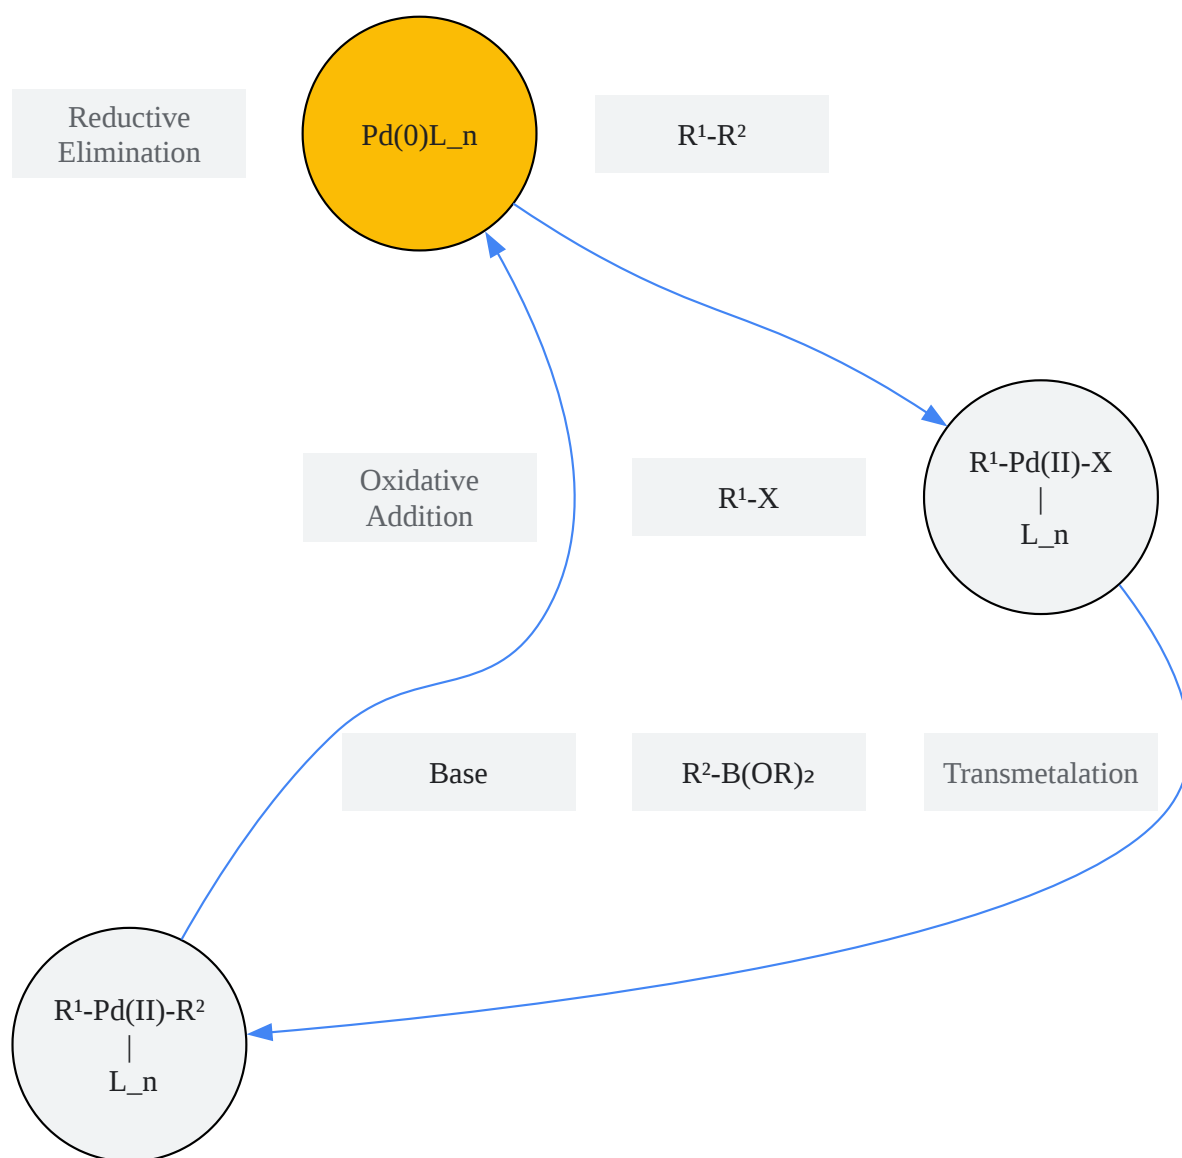 Reductive
Elimination
Pd(0)L_n
R¹-R²
Oxidative
Addition
R¹-X
R¹-Pd(II)-X
|
L_n
Base
R²-B(OR)₂
Transmetalation
R¹-Pd(II)-R²
|
L_n